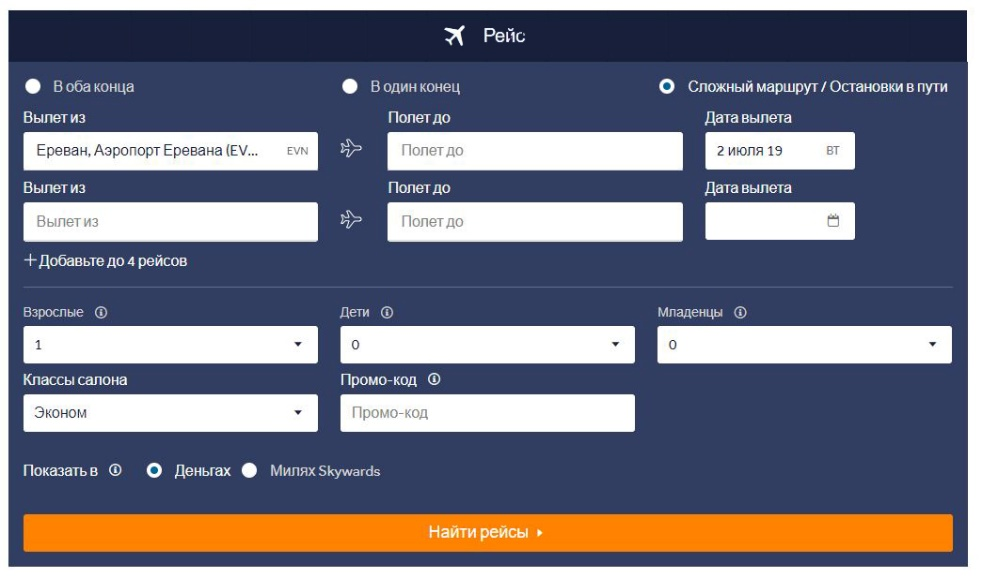 Рейс
В оба конца В один конец Сложный маршрут / Остановки в пути
Вылет из Полет до Дата вылета
Ереван, Аэропорт Еревана (EV... EVN Полет до 2 июля 19 ВТ
Вылет из Полет до Дата вылета
Вылет из Полет до
+Добавьте до 4 рейсов
Взрослые Дети Младенцы
1 0 0
Классы салона Промо-код
Эконом Промо-код
Показать в Деньгах Милях Skywards
Найти рейсы